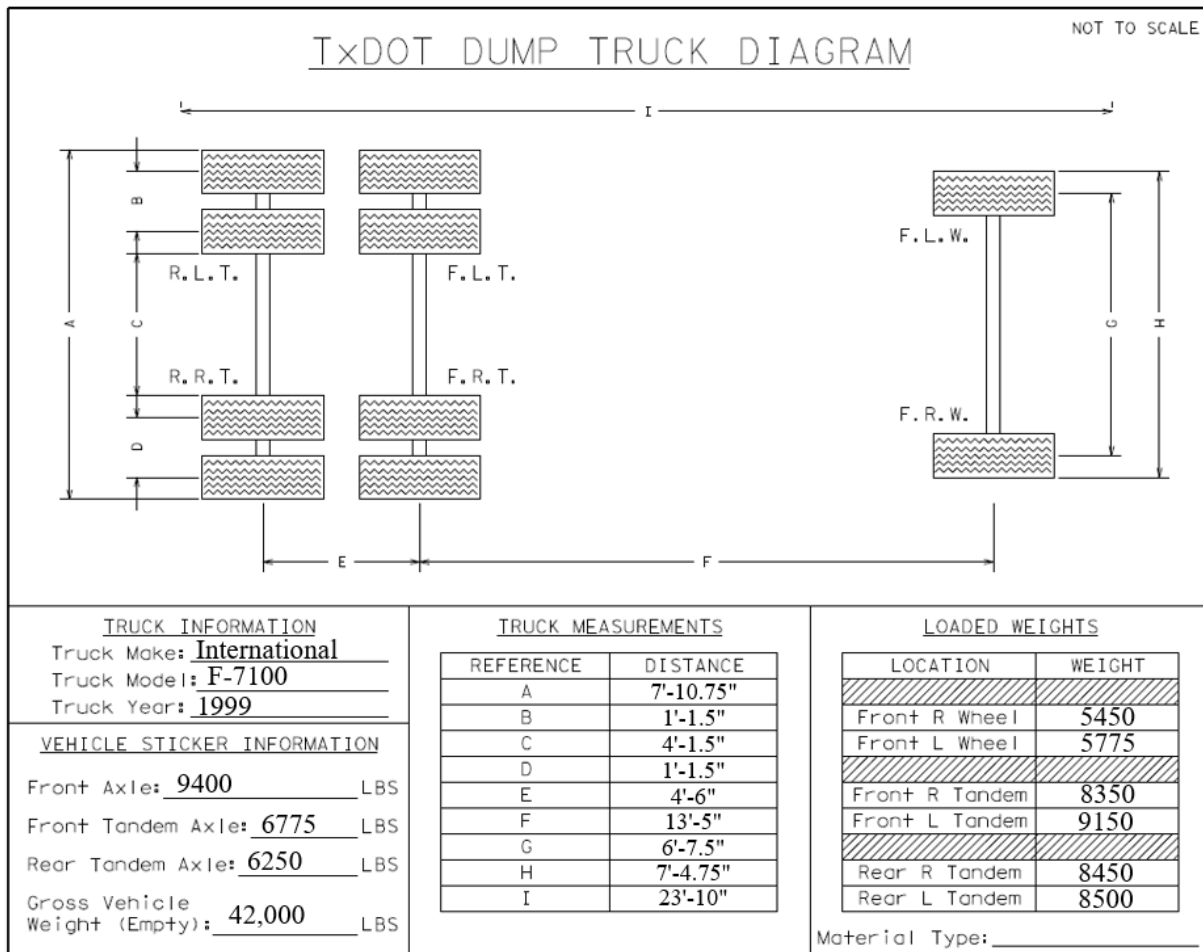 NOT TO SCALE
TxDOT DUMP TRUCK DIAGRAM
I
B
F.L.W.
R.L.T.
F.L.T.
A
C
G
H
R.R.T.
F.R.T.
F.R.W.
D
E
F
TRUCK INFORMATION
Truck Make: International
Truck Model: F-7100
Truck Year: 1999
VEHICLE STICKER INFORMATION
Front Axle: 9400 LBS
Front Tandem Axle: 6775 LBS
Rear Tandem Axle: 6250 LBS
Gross Vehicle
Weight (Empty): 42,000 LBS
TRUCK MEASUREMENTS
REFERENCE DISTANCE
A 7'-10.75"
B 1'-1.5"
C 4'-1.5"
D 1'-1.5"
E 4'-6"
F 13'-5"
G 6'-7.5"
H 7'-4.75"
I 23'-10"
LOADED WEIGHTS
LOCATION WEIGHT
Front R Wheel 5450
Front L Wheel 5775
Front R Tandem 8350
Front L Tandem 9150
Rear R Tandem 8450
Rear L Tandem 8500
Material Type: